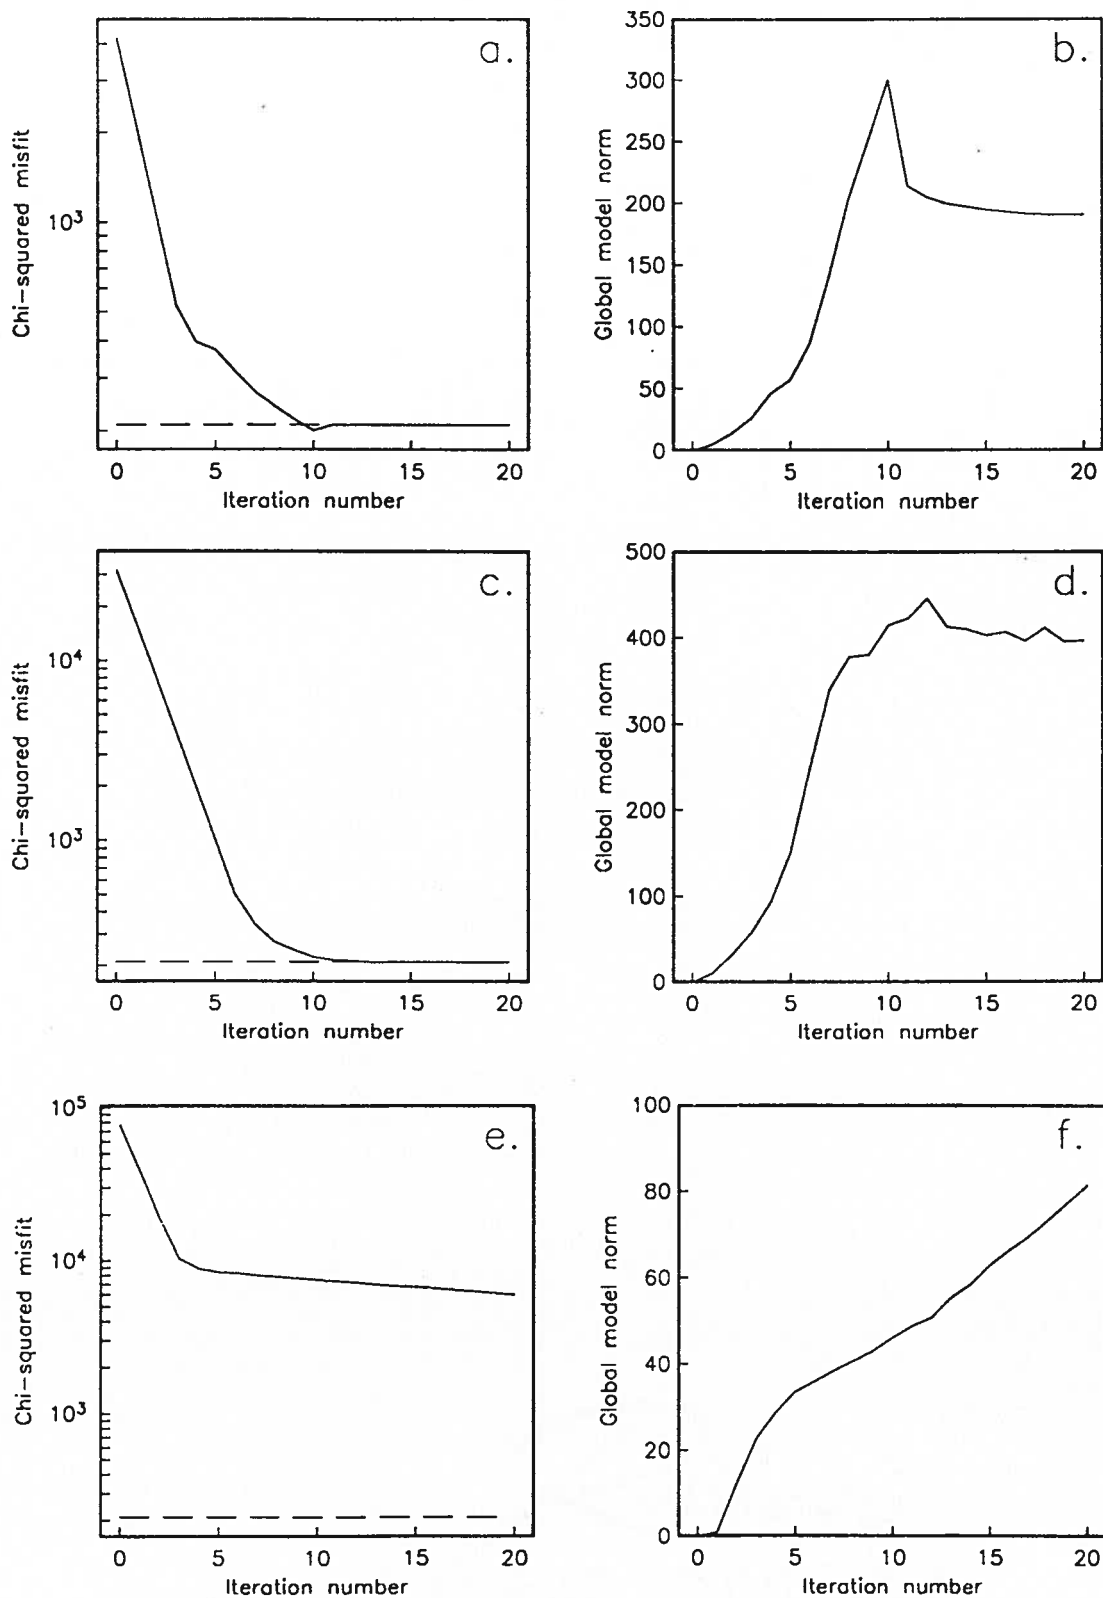 a.
Chi-squared misfit
10³
0 5 10 15 20
Iteration number
b.
Global model norm
350
300
250
200
150
100
50
0
0 5 10 15 20
Iteration number
c.
Chi-squared misfit
10⁴
10³
0 5 10 15 20
Iteration number
d.
Global model norm
500
400
300
200
100
0
0 5 10 15 20
Iteration number
e.
Chi-squared misfit
10⁵
10⁴
10³
0 5 10 15 20
Iteration number
f.
Global model norm
100
80
60
40
20
0
0 5 10 15 20
Iteration number